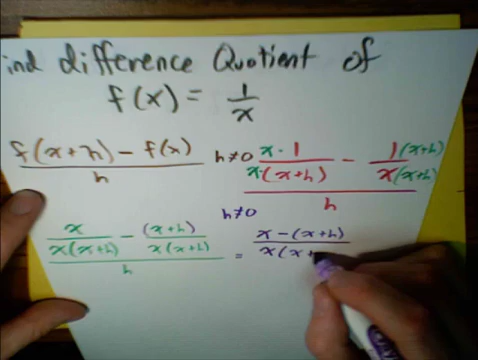 ind difference Quotient of
f(x) = 1/x
(f(x+h) - f(x))/h h≠0 ((x·1)/(x·(x+h)) - (1(x+h))/(x(x+h)))/h
h≠0
(x/(x(x+h)) - (x+h)/(x(x+h)))/h = (x-(x+h))/(x(x+